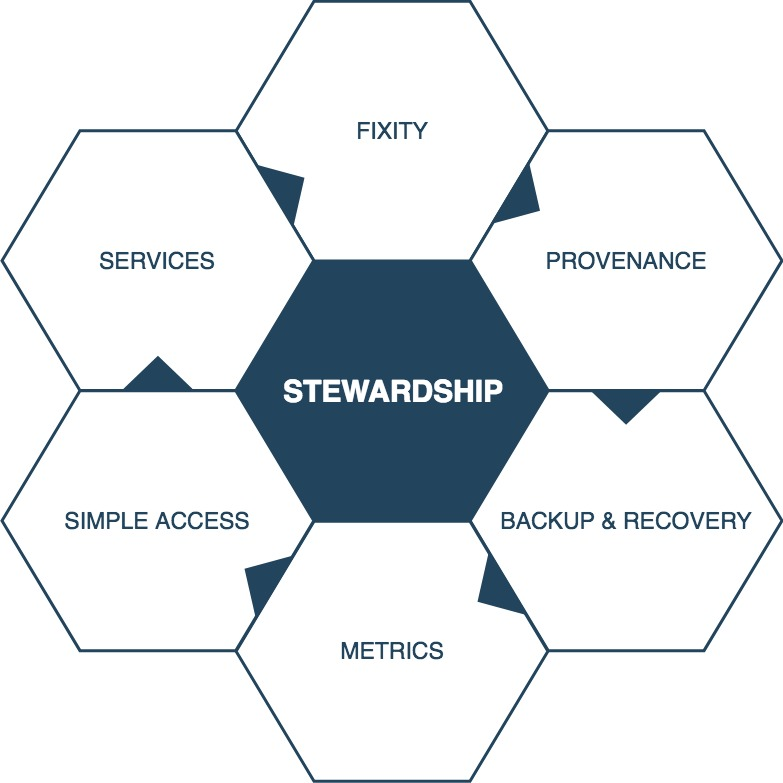 FIXITY
SERVICES
PROVENANCE
STEWARDSHIP
SIMPLE ACCESS
BACKUP & RECOVERY
METRICS